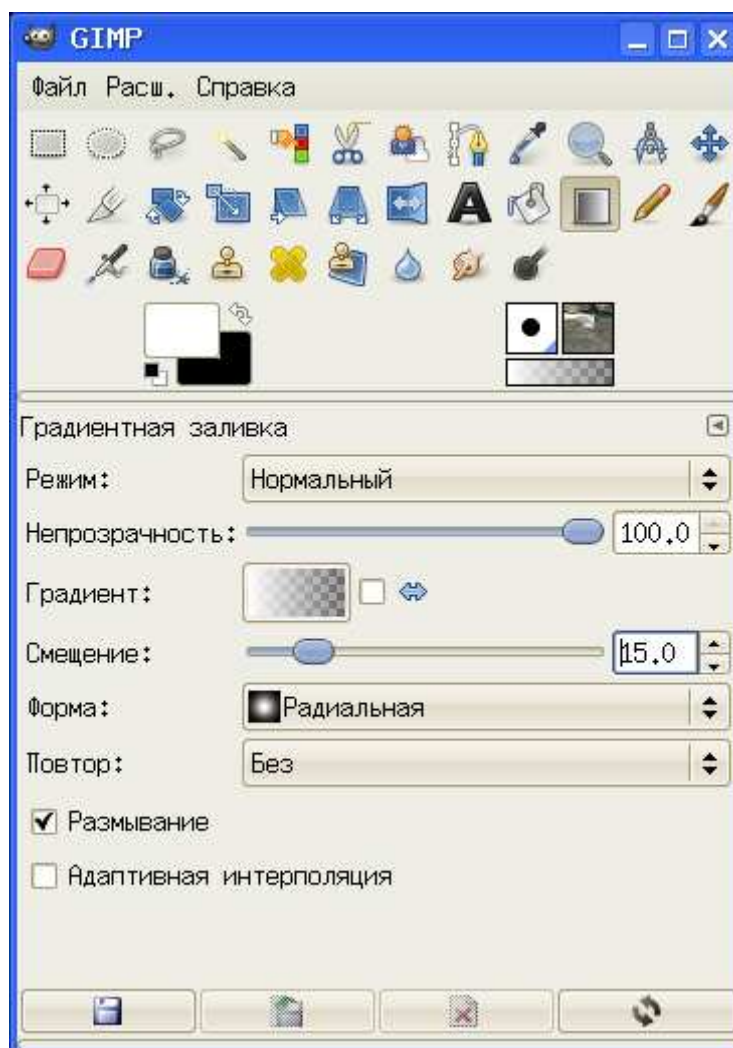 GIMP
Файл Расш. Справка
Градиентная заливка
Режим: Нормальный
Непрозрачность: 100.0
Градиент:
Смещение: 15.0
Форма: Радиальная
Повтор: Без
Размывание
Адаптивная интерполяция